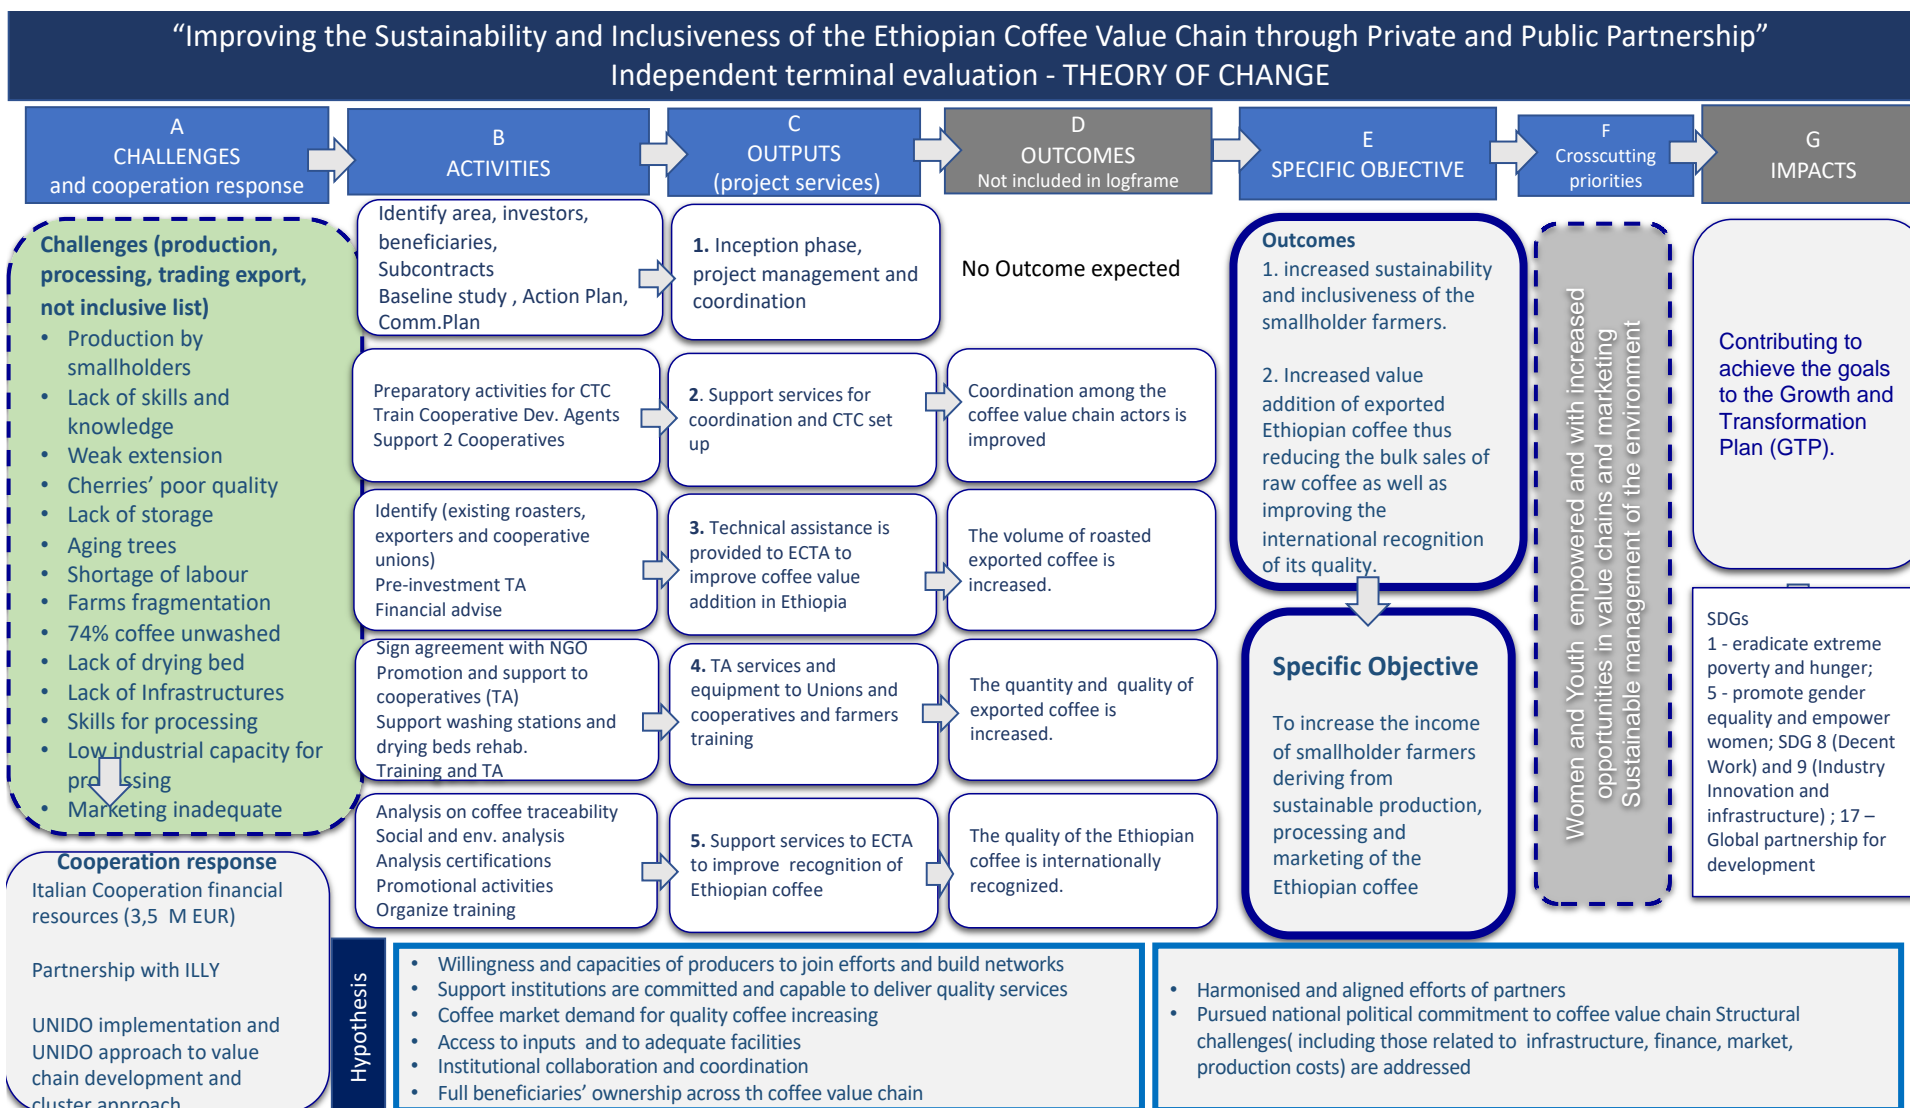 “Improving the Sustainability and Inclusiveness of the Ethiopian Coffee Value Chain through Private and Public Partnership”
Independent terminal evaluation - THEORY OF CHANGE
A
CHALLENGES
and cooperation response
B
ACTIVITIES
C
OUTPUTS
(project services)
D
OUTCOMES
Not included in logframe
E
SPECIFIC OBJECTIVE
F
Crosscutting
priorities
G
IMPACTS
Challenges (production,
processing, trading export,
not inclusive list)
• Production by
smallholders
• Lack of skills and
knowledge
• Weak extension
• Cherries’ poor quality
• Lack of storage
• Aging trees
• Shortage of labour
• Farms fragmentation
• 74% coffee unwashed
• Lack of drying bed
• Lack of Infrastructures
• Skills for processing
• Low industrial capacity for
processing
• Marketing inadequate
Cooperation response
Italian Cooperation financial
resources (3,5 M EUR)
Partnership with ILLY
UNIDO implementation and
UNIDO approach to value
chain development and
cluster approach
Identify area, investors,
beneficiaries,
Subcontracts
Baseline study , Action Plan,
Comm.Plan
Preparatory activities for CTC
Train Cooperative Dev. Agents
Support 2 Cooperatives
Identify (existing roasters,
exporters and cooperative
unions)
Pre-investment TA
Financial advise
Sign agreement with NGO
Promotion and support to
cooperatives (TA)
Support washing stations and
drying beds rehab.
Training and TA
Analysis on coffee traceability
Social and env. analysis
Analysis certifications
Promotional activities
Organize training
1. Inception phase,
project management and
coordination
2. Support services for
coordination and CTC set
up
3. Technical assistance is
provided to ECTA to
improve coffee value
addition in Ethiopia
4. TA services and
equipment to Unions and
cooperatives and farmers
training
5. Support services to ECTA
to improve recognition of
Ethiopian coffee
No Outcome expected
Coordination among the
coffee value chain actors is
improved
The volume of roasted
exported coffee is
increased.
The quantity and quality of
exported coffee is
increased.
The quality of the Ethiopian
coffee is internationally
recognized.
Outcomes
1. increased sustainability
and inclusiveness of the
smallholder farmers.
2. Increased value
addition of exported
Ethiopian coffee thus
reducing the bulk sales of
raw coffee as well as
improving the
international recognition
of its quality.
Specific Objective
To increase the income
of smallholder farmers
deriving from
sustainable production,
processing and
marketing of the
Ethiopian coffee
Women and Youth empowered and with increased
opportunities in value chains and marketing
Sustainable management of the environment
Contributing to
achieve the goals
to the Growth and
Transformation
Plan (GTP).
SDGs
1 - eradicate extreme
poverty and hunger;
5 - promote gender
equality and empower
women; SDG 8 (Decent
Work) and 9 (Industry
Innovation and
infrastructure) ; 17 –
Global partnership for
development
Hypothesis
• Willingness and capacities of producers to join efforts and build networks
• Support institutions are committed and capable to deliver quality services
• Coffee market demand for quality coffee increasing
• Access to inputs and to adequate facilities
• Institutional collaboration and coordination
• Full beneficiaries’ ownership across th coffee value chain
• Harmonised and aligned efforts of partners
• Pursued national political commitment to coffee value chain Structural
challenges( including those related to infrastructure, finance, market,
production costs) are addressed